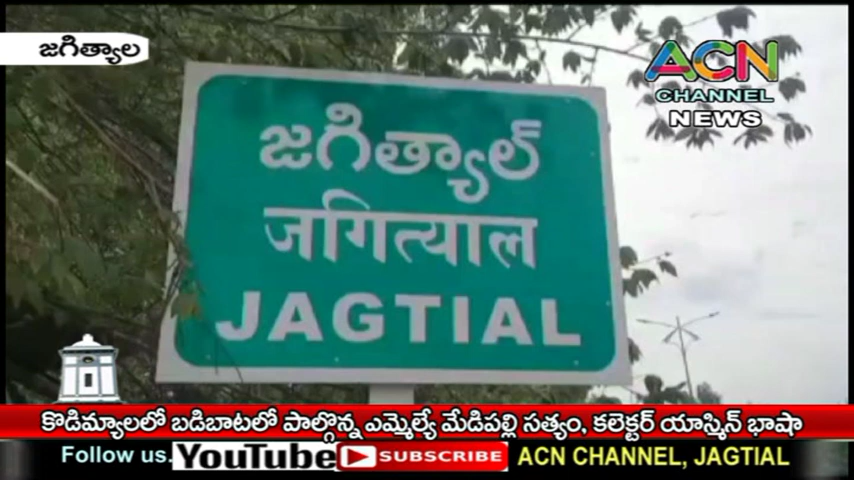 జగిత్యాల
ACN
CHANNEL
NEWS
జగిత్యాల్
जगित्याल
JAGTIAL
కొడిమ్యాలలో బడిబాటలో పాల్గొన్న ఎమ్మెల్యే మేడిపల్లి సత్యం, కలెక్టర్ యాస్మిన్ భాషా
Follow us. YouTube SUBSCRIBE ACN CHANNEL, JAGTIAL